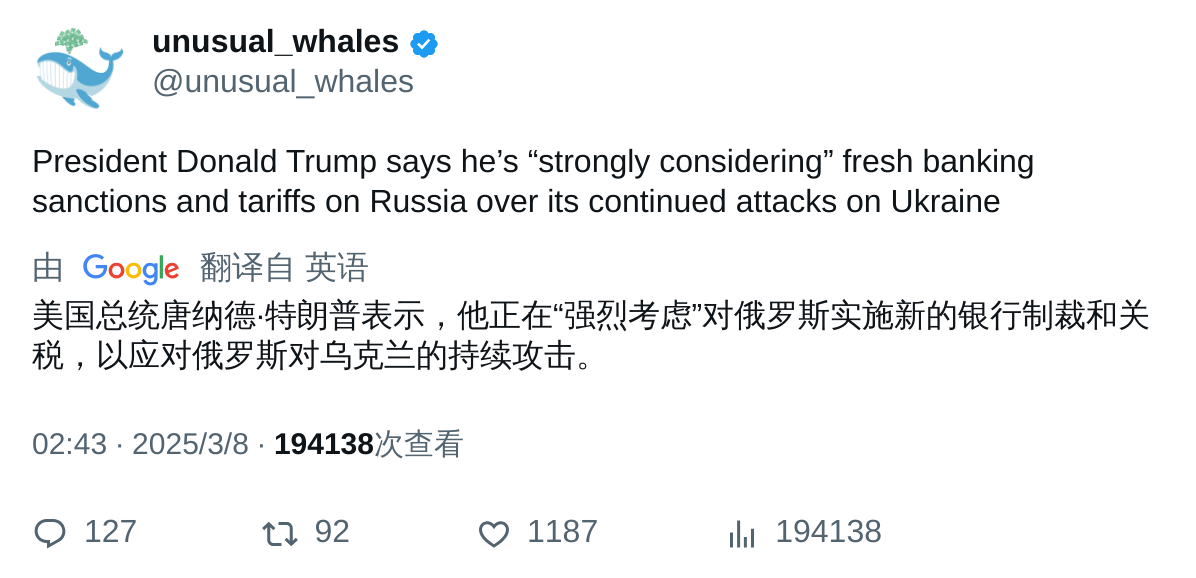 unusual_whales
@unusual_whales
President Donald Trump says he’s “strongly considering” fresh banking
sanctions and tariffs on Russia over its continued attacks on Ukraine
由 Google 翻译自 英语
美国总统唐纳德·特朗普表示，他正在“强烈考虑”对俄罗斯实施新的银行制裁和关
税，以应对俄罗斯对乌克兰的持续攻击。
02:43 · 2025/3/8 · 194138次查看
127 92 1187 194138